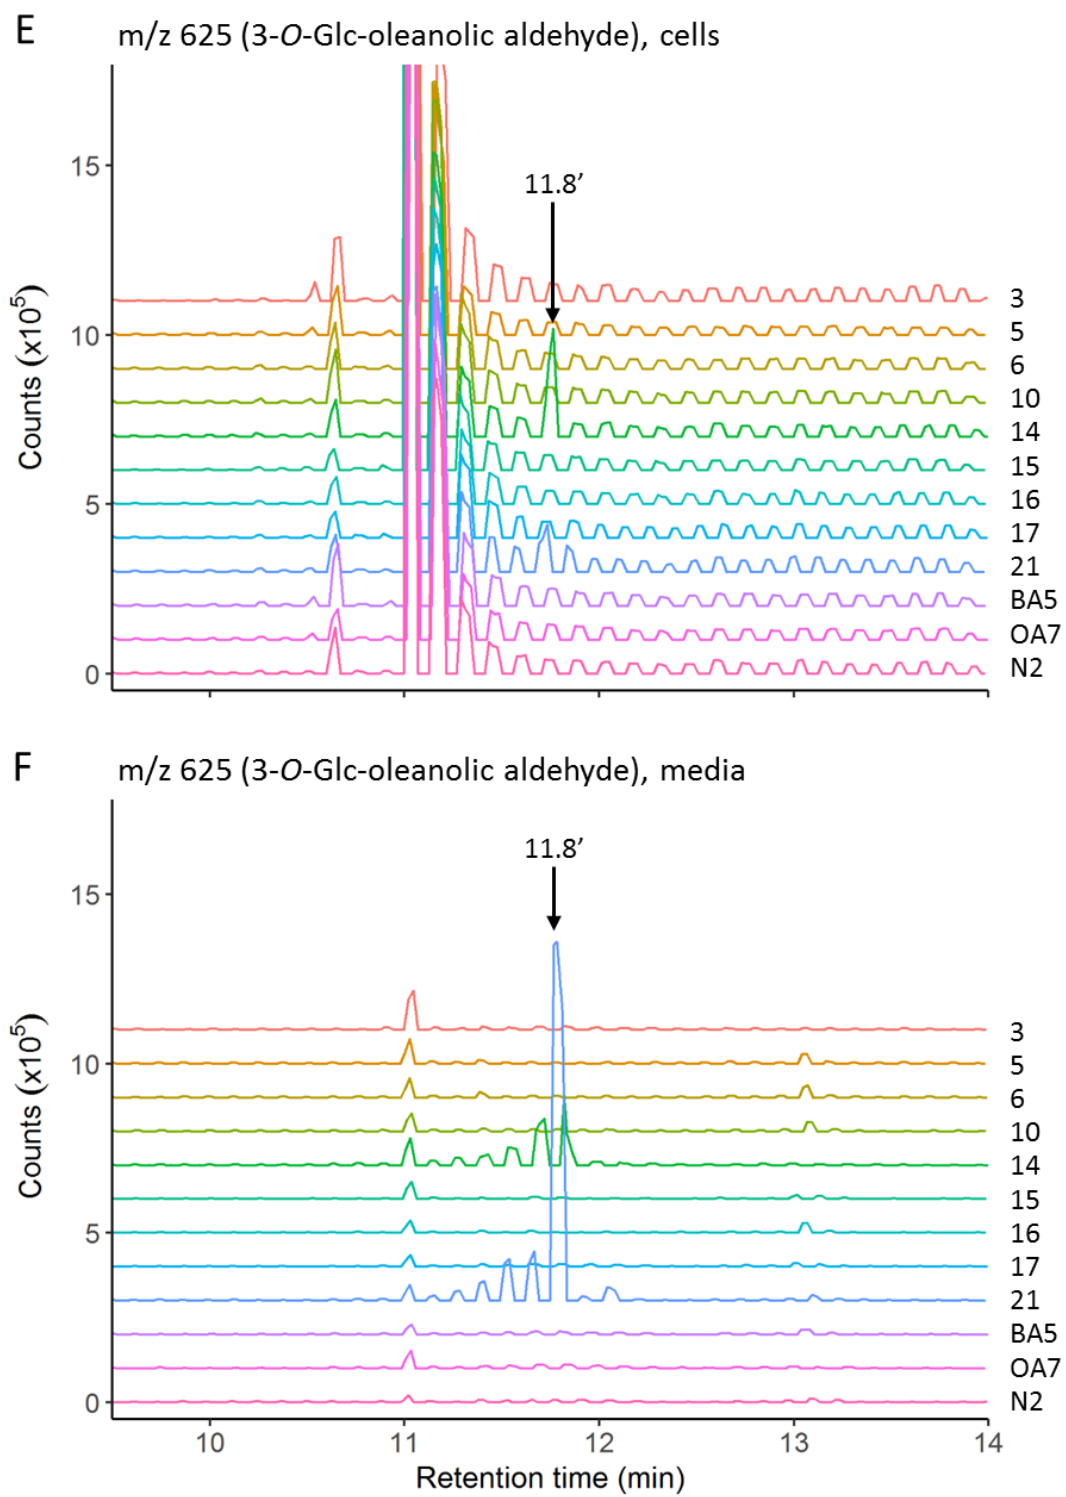 E
m/z 625 (3-O-Glc-oleanolic aldehyde), cells
11.8’
Counts (x10⁵)
15
10
5
0
3
5
6
10
14
15
16
17
21
BA5
OA7
N2
F
m/z 625 (3-O-Glc-oleanolic aldehyde), media
11.8’
Counts (x10⁵)
15
10
5
0
3
5
6
10
14
15
16
17
21
BA5
OA7
N2
10 11 12 13 14
Retention time (min)